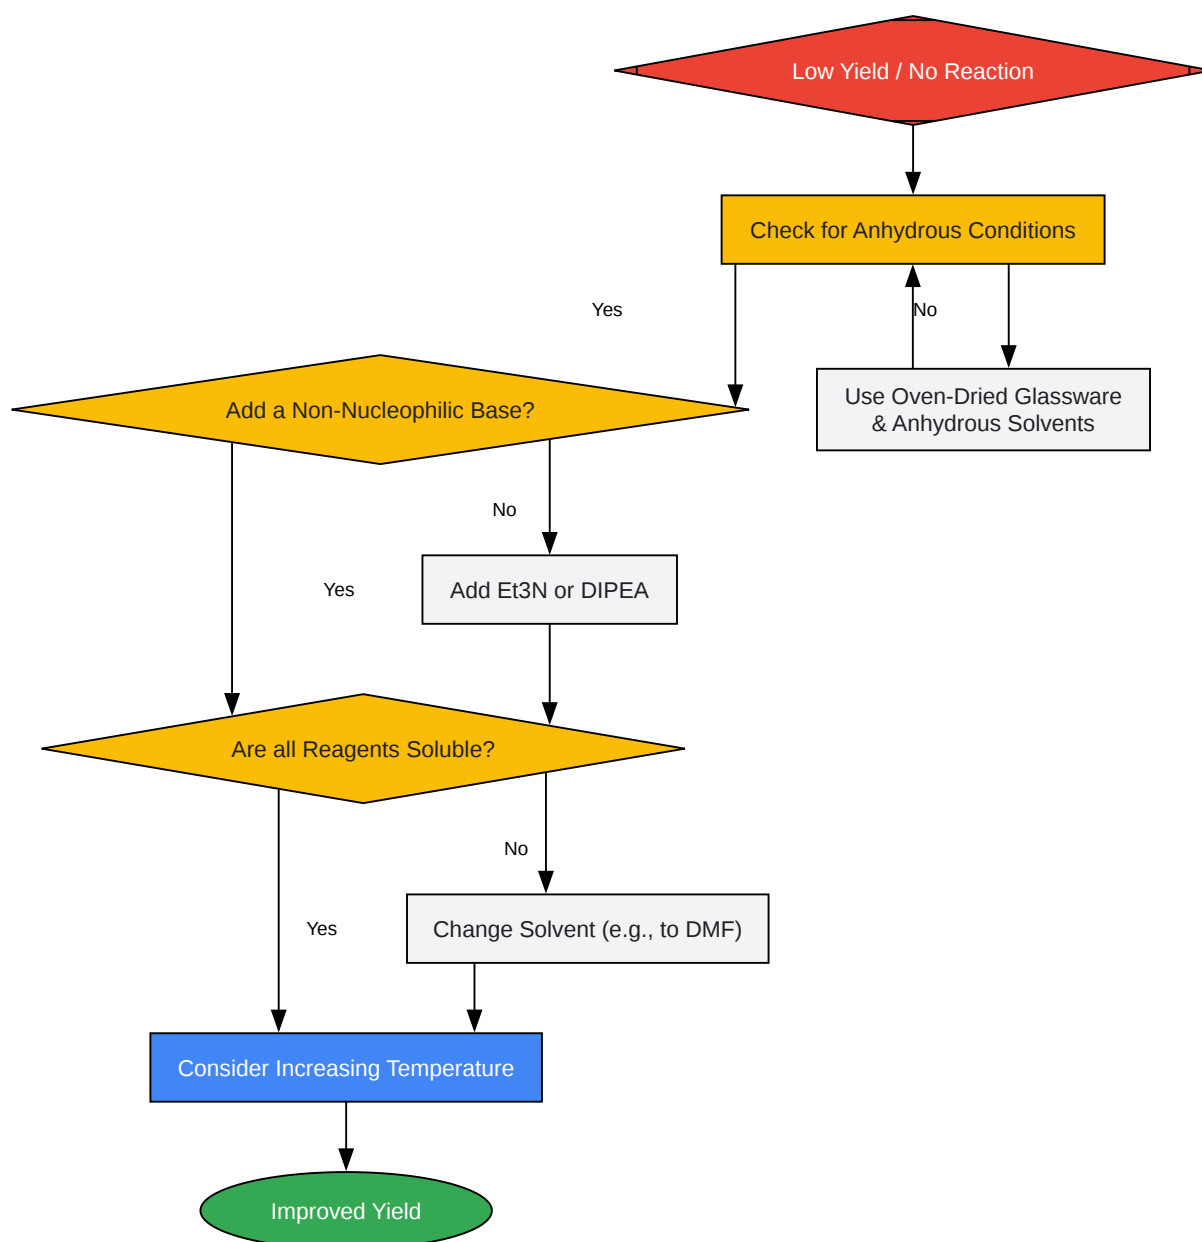 Low Yield / No Reaction
Check for Anhydrous Conditions
Yes
No
Use Oven-Dried Glassware
& Anhydrous Solvents
Add a Non-Nucleophilic Base?
No
Yes
Add Et3N or DIPEA
Are all Reagents Soluble?
No
Yes
Change Solvent (e.g., to DMF)
Consider Increasing Temperature
Improved Yield